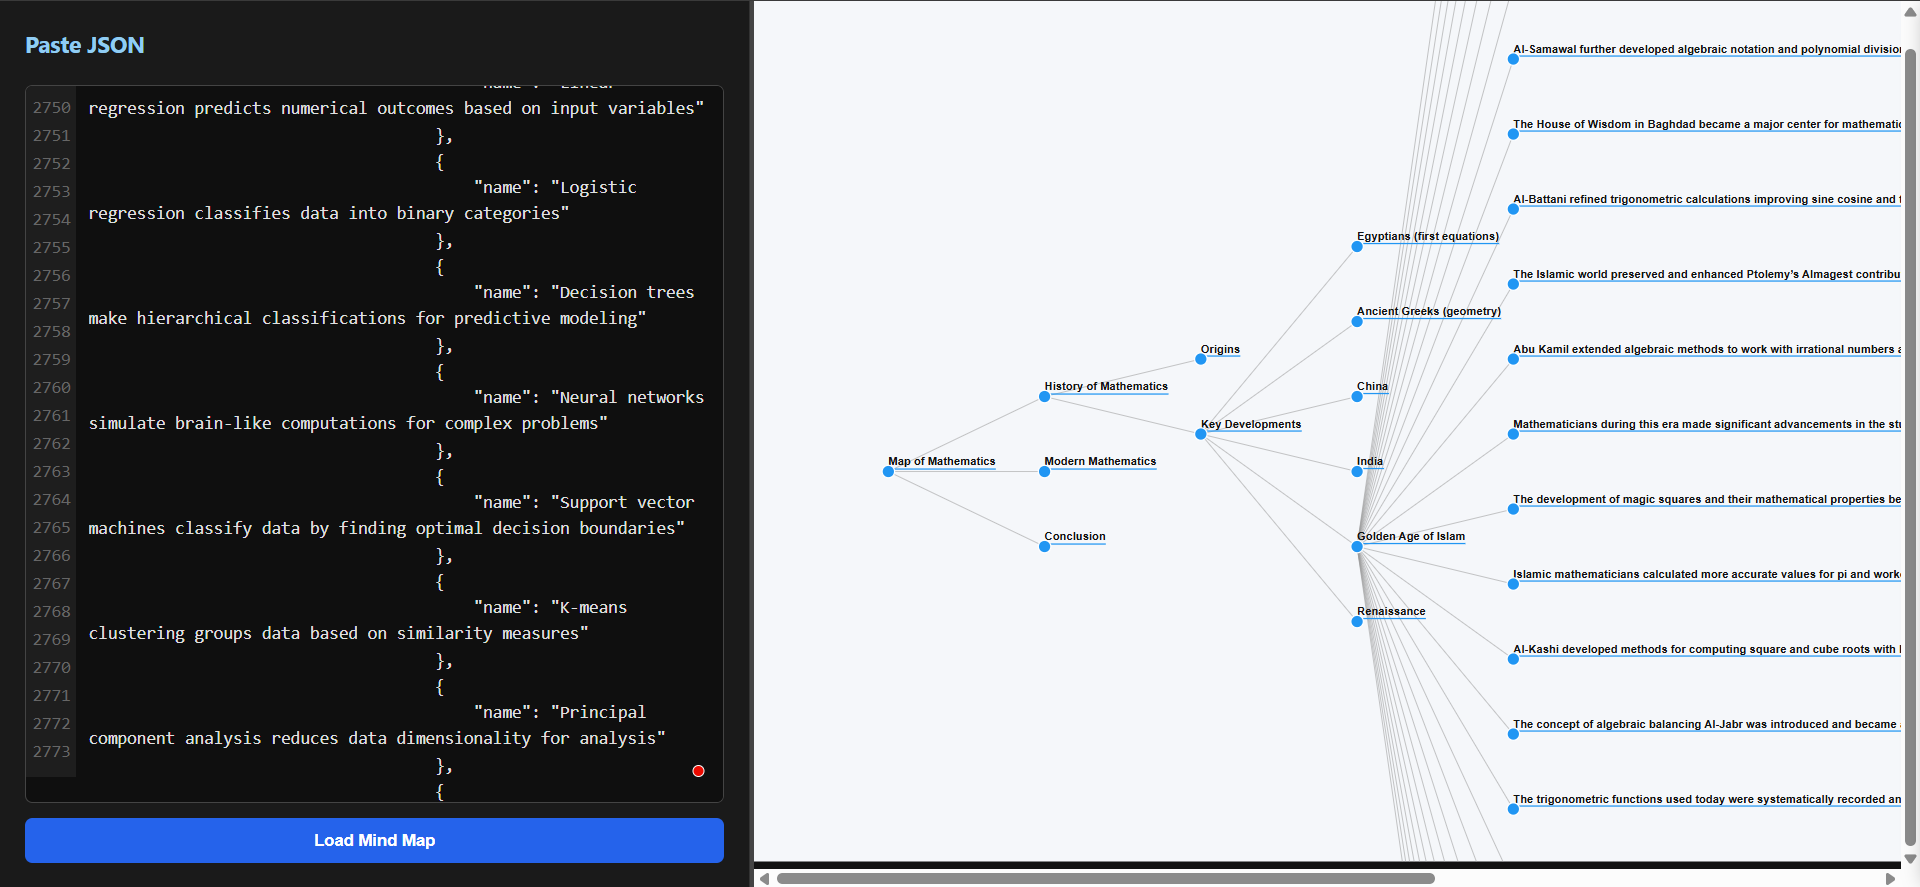 Paste JSON
2750
2751
2752
2753
2754
2755
2756
2757
2758
2759
2760
2761
2762
2763
2764
2765
2766
2767
2768
2769
2770
2771
2772
2773
"name": "Linear
regression predicts numerical outcomes based on input variables"
},
{
"name": "Logistic
regression classifies data into binary categories"
},
{
"name": "Decision trees
make hierarchical classifications for predictive modeling"
},
{
"name": "Neural networks
simulate brain-like computations for complex problems"
},
{
"name": "Support vector
machines classify data by finding optimal decision boundaries"
},
{
"name": "K-means
clustering groups data based on similarity measures"
},
{
"name": "Principal
component analysis reduces data dimensionality for analysis"
},
{
Load Mind Map
Map of Mathematics
History of Mathematics
Modern Mathematics
Conclusion
Origins
Key Developments
Egyptians (first equations)
Ancient Greeks (geometry)
China
India
Golden Age of Islam
Renaissance
Al-Samawal further developed algebraic notation and polynomial
The House of Wisdom in Baghdad became a major center for
Al-Battani refined trigonometric calculations improving sine cosine and
The Islamic world preserved and enhanced Ptolemy's Almagest
Abu Kamil extended algebraic methods to work with irrational numbers
Mathematicians during this era made significant advancements in the
The development of magic squares and their mathematical properties
Islamic mathematicians calculated more accurate values for pi and
Al-Kashi developed methods for computing square and cube roots with
The concept of algebraic balancing Al-Jabr was introduced and became
The trigonometric functions used today were systematically recorded